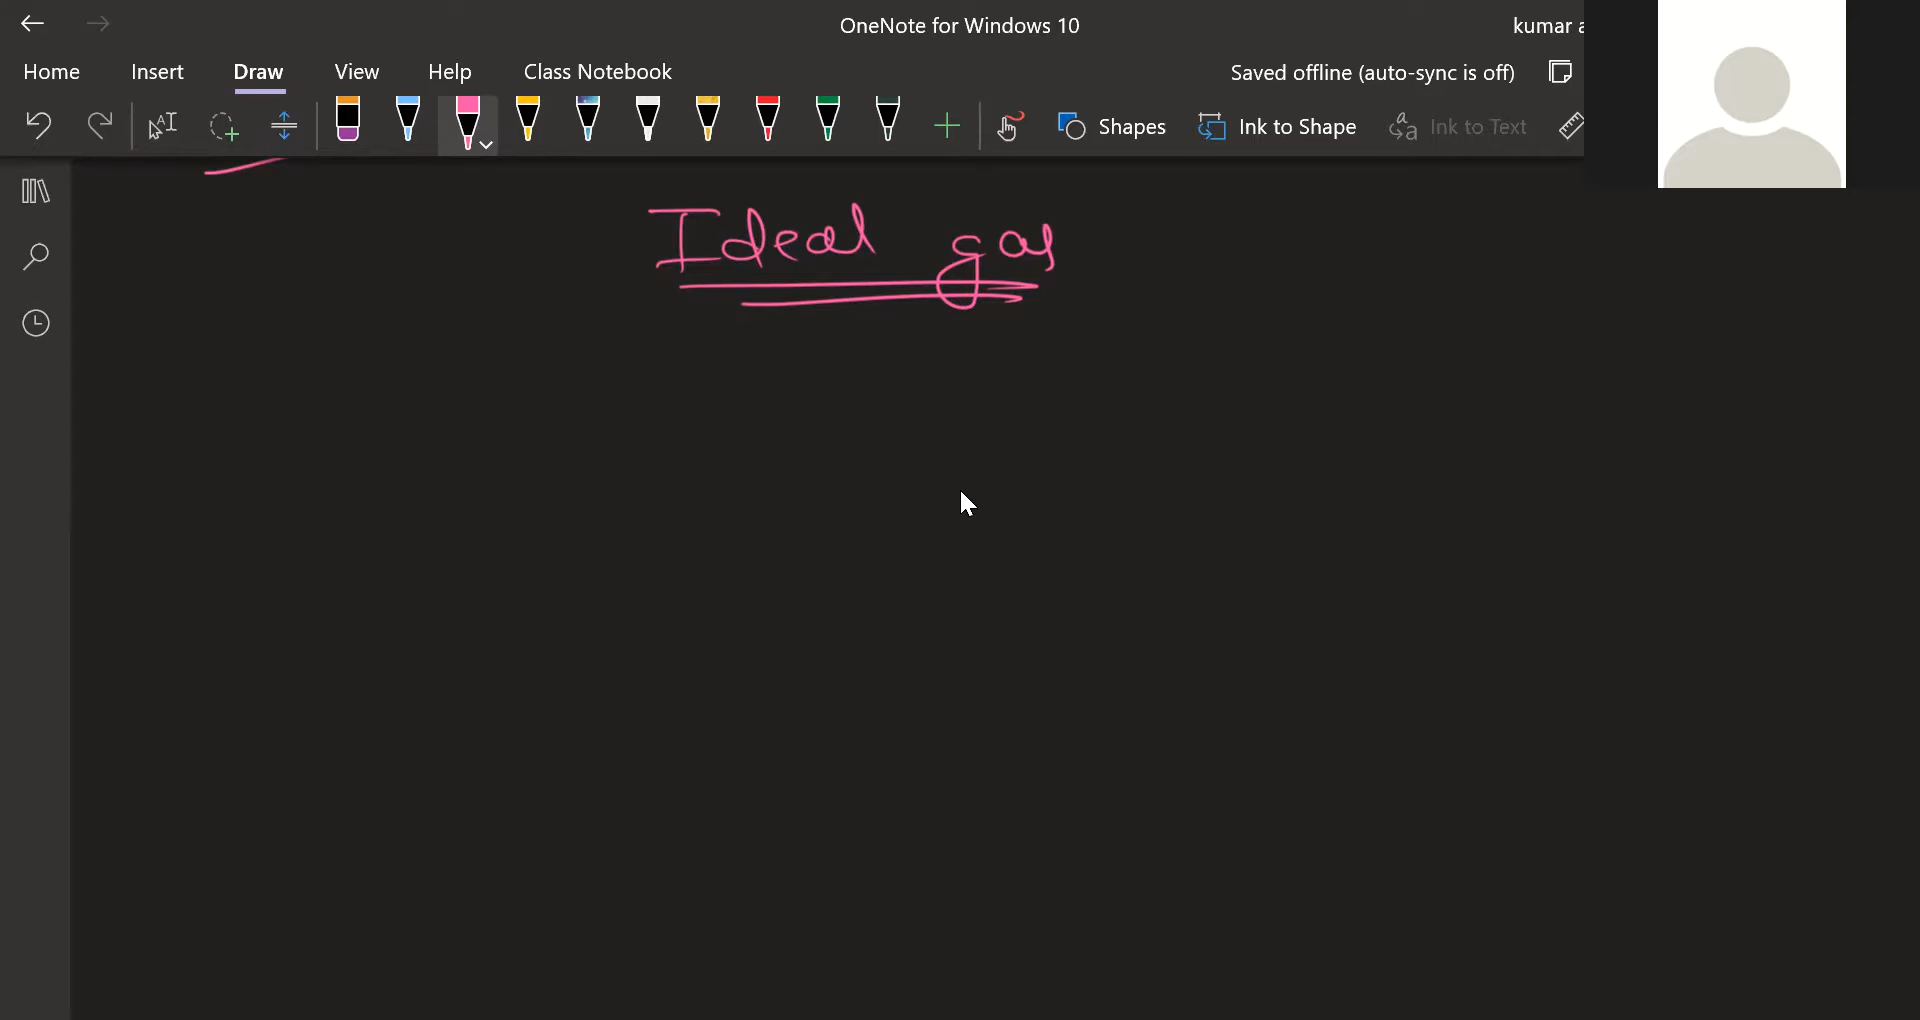 OneNote for Windows 10
kumar a
Home Insert Draw View Help Class Notebook
Saved offline (auto-sync is off)
Shapes Ink to Shape Ink to Text
Ideal gas